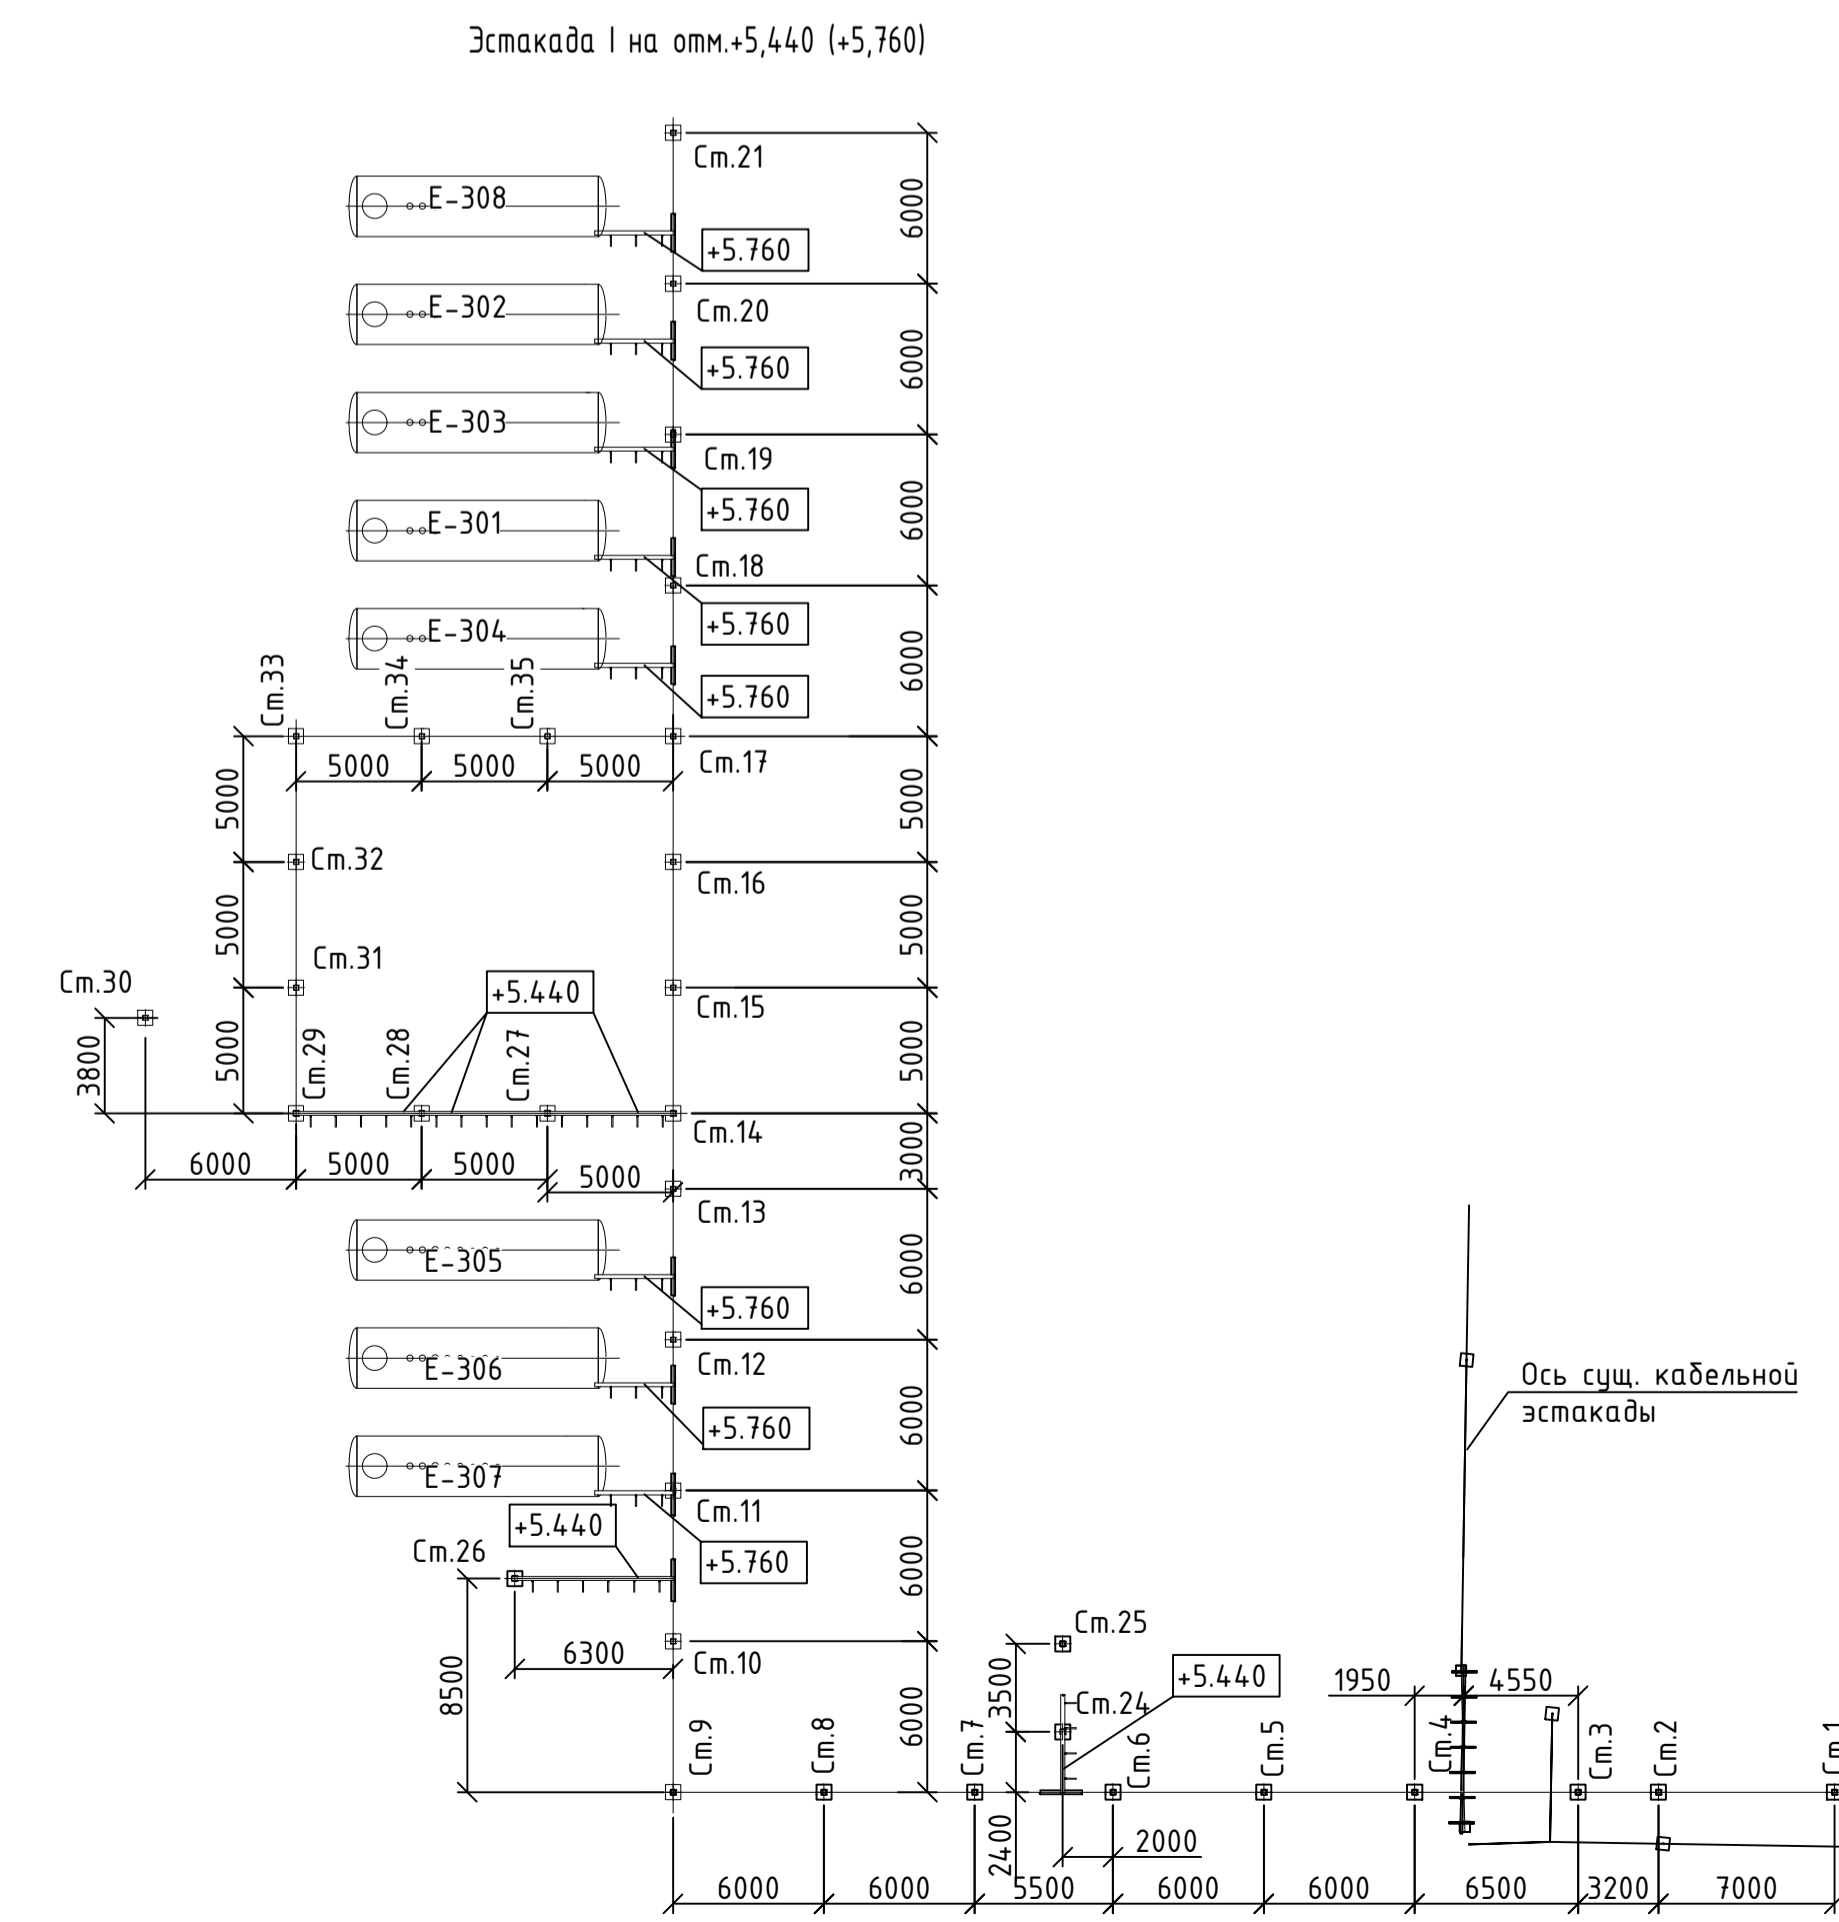 Эстакада I на отм.+5,440 (+5,760)
Ст.21
E-308
6000
+5.760
E-302
Ст.20
6000
+5.760
E-303
Ст.19
+5.760
6000
E-301
Ст.18
+5.760
E-304
6000
+5.760
Ст.33
Ст.34
Ст.35
Ст.17
5000
5000
5000
5000
5000
Ст.32
Ст.16
5000
5000
Ст.31
Ст.30
+5.440
Ст.15
3800
5000
Ст.29
Ст.28
Ст.27
5000
Ст.14
6000
5000
5000
5000
3000
Ст.13
E-305
6000
+5.760
E-306
Ст.12
6000
+5.760
Ось сущ. кабельной
эстакады
E-307
Ст.11
+5.440
Ст.26
+5.760
6000
6300
Ст.10
8500
Ст.25
3500
Ст.24
+5.440
1950
4550
6000
Ст.9
Ст.8
Ст.7
Ст.6
Ст.5
Ст.4
Ст.3
Ст.2
Ст.1
2400
2000
6000
6000
5500
6000
6000
6500
3200
7000